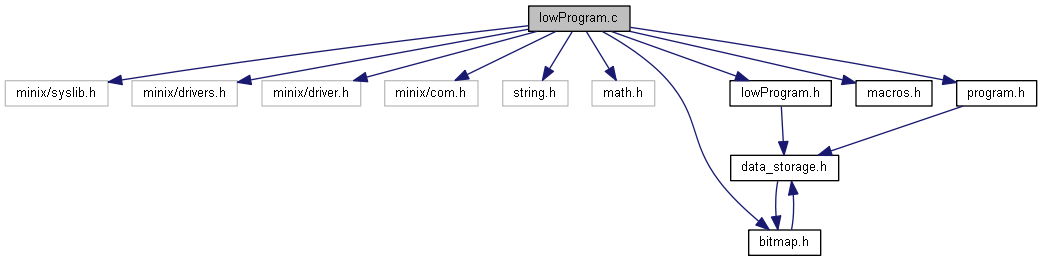 lowProgram.c
minix/syslib.h
minix/drivers.h
minix/driver.h
minix/com.h
string.h
math.h
lowProgram.h
macros.h
program.h
data_storage.h
bitmap.h